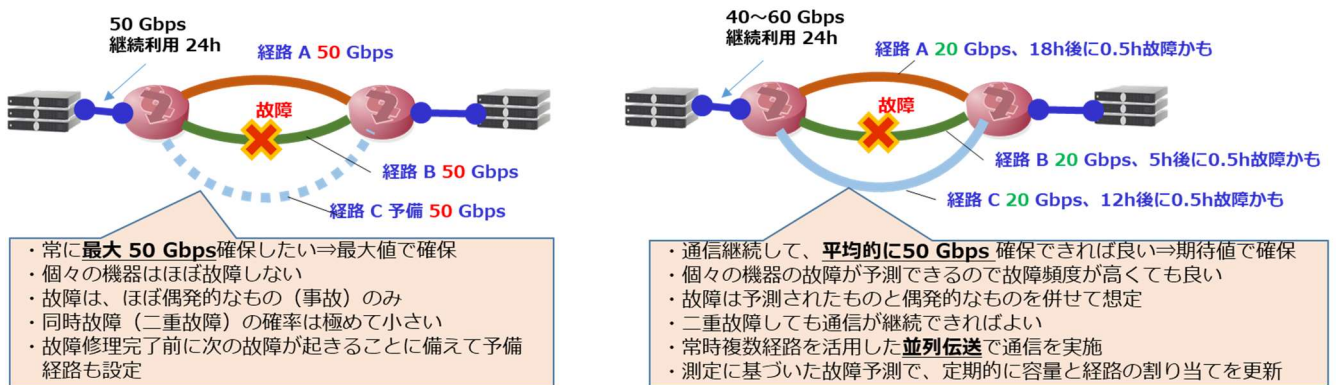 50 Gbps
継続利用 24h
経路 A 50 Gbps
故障
経路 B 50 Gbps
経路 C 予備 50 Gbps
・常に最大 50 Gbps確保したい⇒最大値で確保
・個々の機器はほぼ故障しない
・故障は、ほぼ偶発的なもの（事故）のみ
・同時故障（二重故障）の確率は極めて小さい
・故障修理完了前に次の故障が起きることに備えて予備
経路も設定
40～60 Gbps
継続利用 24h
経路 A 20 Gbps、18h後に0.5h故障かも
故障
経路 B 20 Gbps、5h後に0.5h故障かも
経路 C 20 Gbps、12h後に0.5h故障かも
・通信継続して、平均的に50 Gbps 確保できれば良い⇒期待値で確保
・個々の機器の故障が予測できるので故障頻度が高くても良い
・故障は予測されたものと偶発的なものを併せて想定
・二重故障しても通信が継続できればよい
・常時複数経路を活用した並列伝送で通信を実施
・測定に基づいた故障予測で、定期的に容量と経路の割り当てを更新